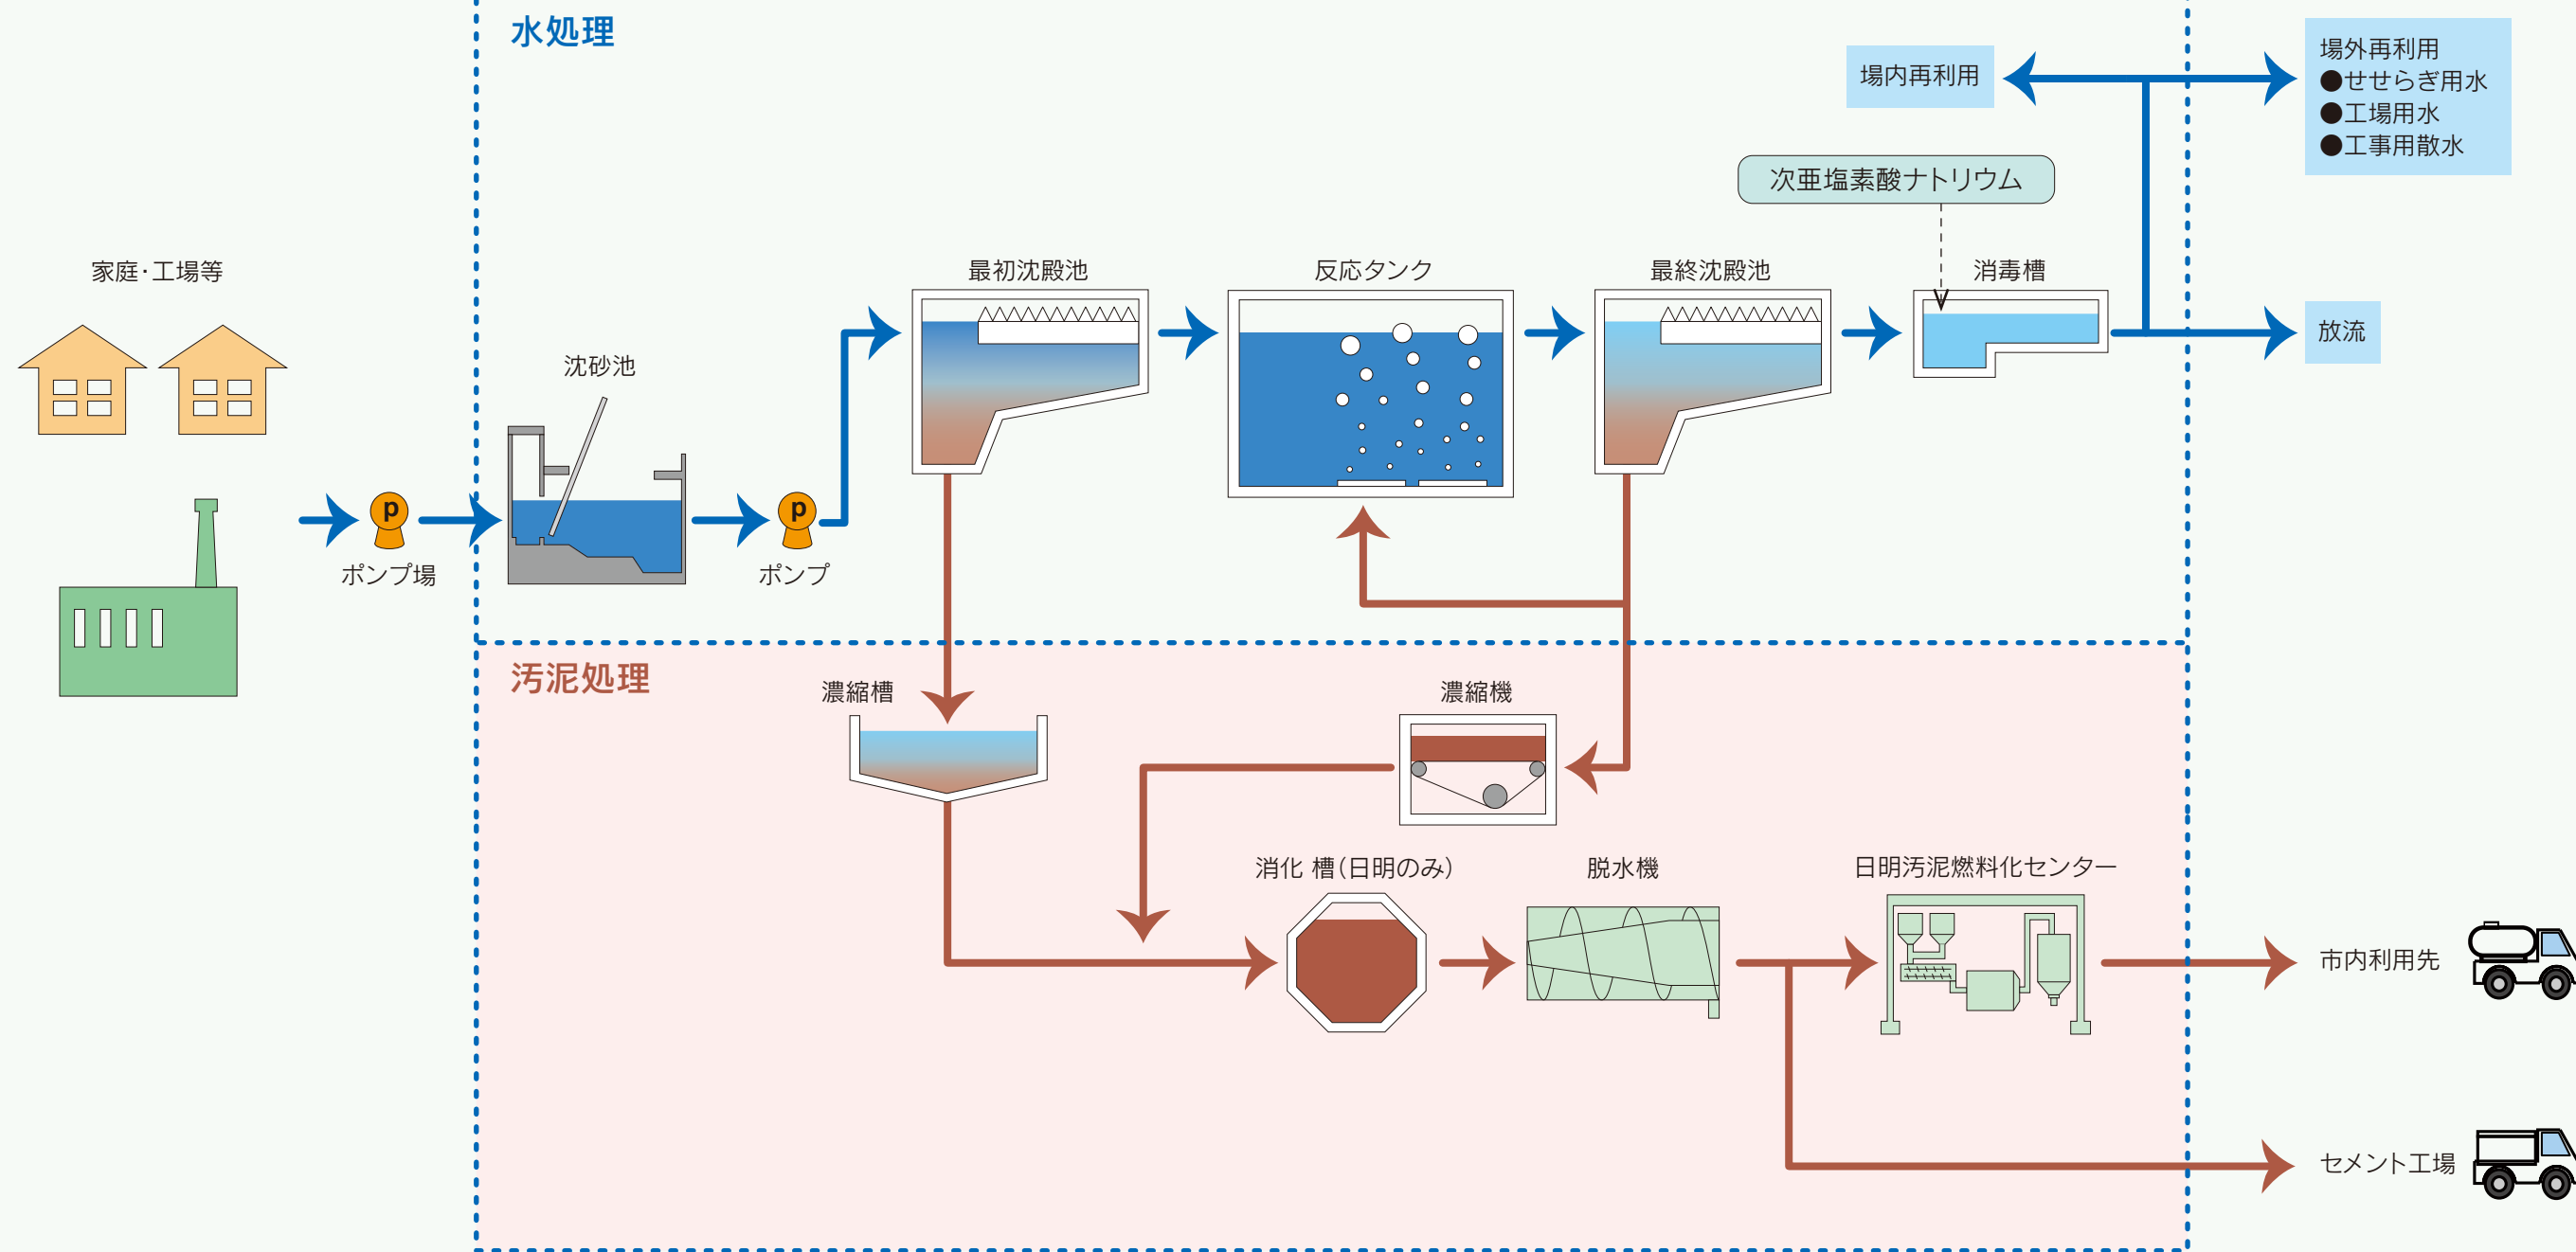 水処理
場内再利用
場外再利用
●せせらぎ用水
●工場用水
●工事用散水
次亜塩素酸ナトリウム
家庭・工場等
最初沈殿池
反応タンク
最終沈殿池
消毒槽
放流
沈砂池
p
ポンプ場
p
ポンプ
汚泥処理
濃縮槽
濃縮機
消化 槽(日明のみ)
脱水機
日明汚泥燃料化センター
市内利用先
セメント工場